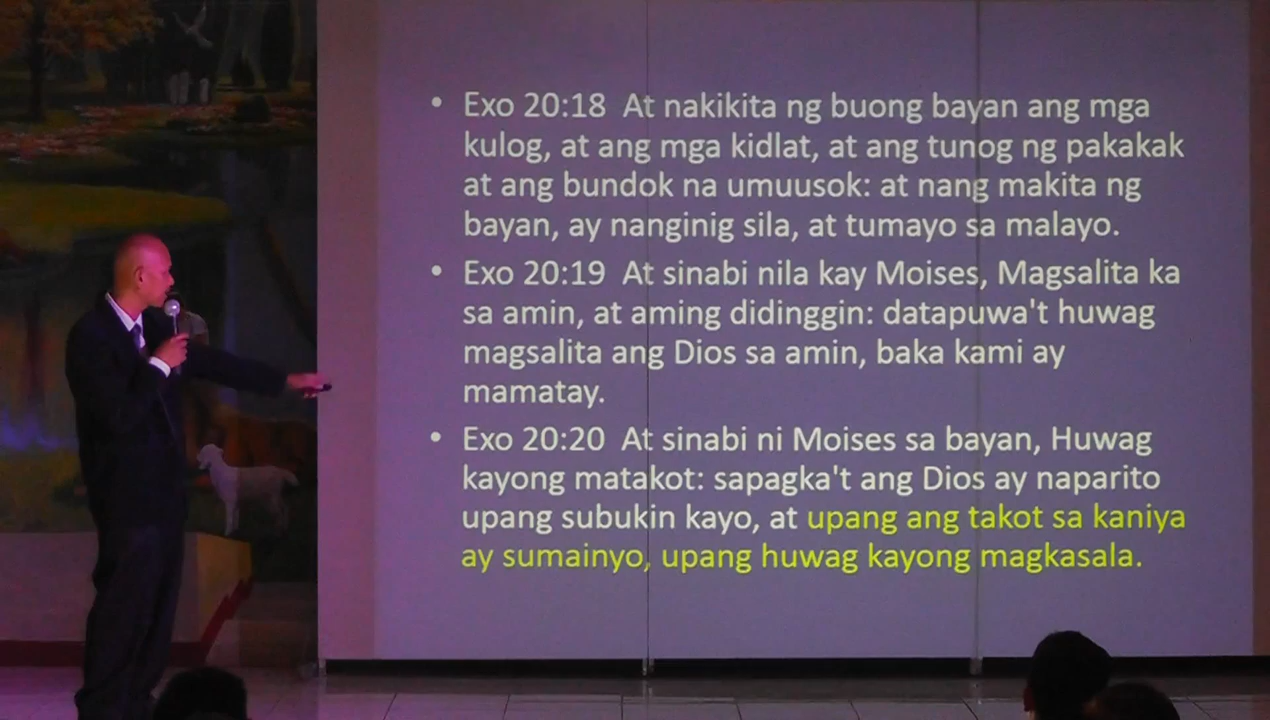 • Exo 20:18 At nakikita ng buong bayan ang mga
kulog, at ang mga kidlat, at ang tunog ng pakakak
at ang bundok na umuusok: at nang makita ng
bayan, ay nanginig sila, at tumayo sa malayo.
• Exo 20:19 At sinabi nila kay Moises, Magsalita ka
sa amin, at aming didinggin: datapuwa't huwag
magsalita ang Dios sa amin, baka kami ay
mamatay.
• Exo 20:20 At sinabi ni Moises sa bayan, Huwag
kayong matakot: sapagka't ang Dios ay naparito
upang subukin kayo, at upang ang takot sa kaniya
ay sumainyo, upang huwag kayong magkasala.